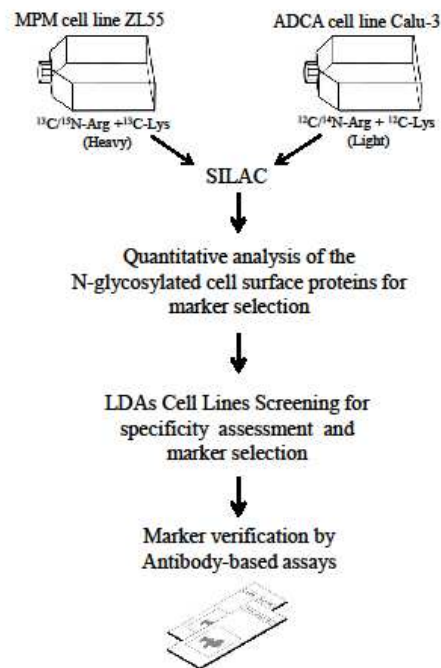 MPM cell line ZL55
ADCA cell line Calu-3
¹³C/¹⁵N-Arg +¹³C-Lys
(Heavy)
¹²C/¹⁴N-Arg + ¹²C-Lys
(Light)
SILAC
Quantitative analysis of the
N-glycosylated cell surface proteins for
marker selection
LDAs Cell Lines Screening for
specificity assessment and
marker selection
Marker verification by
Antibody-based assays